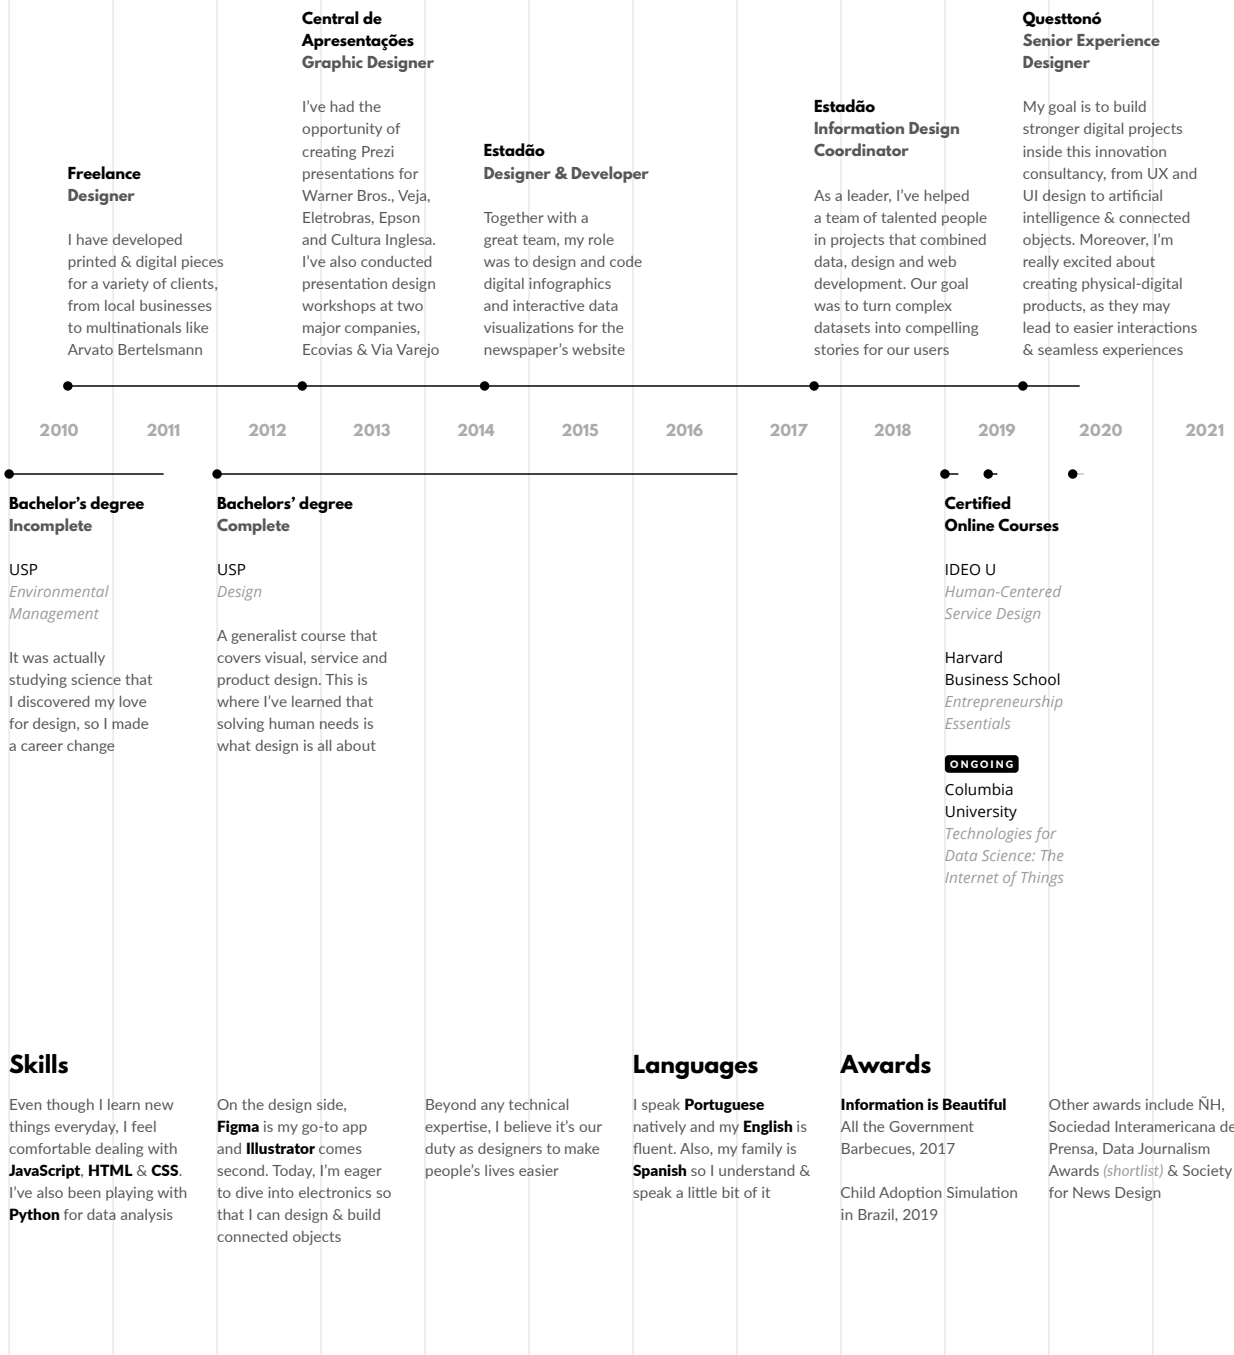 Freelance
Designer
I have developed
printed & digital pieces
for a variety of clients,
from local businesses
to multinationals like
Arvato Bertelsmann
Central de
Apresentações
Graphic Designer
I've had the
opportunity of
creating Prezi
presentations for
Warner Bros., Veja,
Eletrobras, Epson
and Cultura Inglesa.
I've also conducted
presentation design
workshops at two
major companies,
Ecovias & Via Varejo
Estadão
Designer & Developer
Together with a
great team, my role
was to design and code
digital infographics
and interactive data
visualizations for the
newspaper's website
Estadão
Information Design
Coordinator
As a leader, I've helped
a team of talented people
in projects that combined
data, design and web
development. Our goal
was to turn complex
datasets into compelling
stories for our users
Questtonó
Senior Experience
Designer
My goal is to build
stronger digital projects
inside this innovation
consultancy, from UX and
UI design to artificial
intelligence & connected
objects. Moreover, I'm
really excited about
creating physical-digital
products, as they may
lead to easier interactions
& seamless experiences
2010 2011 2012 2013 2014 2015 2016 2017 2018 2019 2020 2021
Bachelor's degree
Incomplete
USP
Environmental
Management
It was actually
studying science that
I discovered my love
for design, so I made
a career change
Bachelors' degree
Complete
USP
Design
A generalist course that
covers visual, service and
product design. This is
where I've learned that
solving human needs is
what design is all about
Certified
Online Courses
IDEO U
Human-Centered
Service Design
Harvard
Business School
Entrepreneurship
Essentials
ONGOING
Columbia
University
Technologies for
Data Science: The
Internet of Things
Skills
Even though I learn new
things everyday, I feel
comfortable dealing with
JavaScript, HTML & CSS.
I've also been playing with
Python for data analysis
On the design side,
Figma is my go-to app
and Illustrator comes
second. Today, I'm eager
to dive into electronics so
that I can design & build
connected objects
Beyond any technical
expertise, I believe it's our
duty as designers to make
people's lives easier
Languages
I speak Portuguese
natively and my English is
fluent. Also, my family is
Spanish so I understand &
speak a little bit of it
Awards
Information is Beautiful
All the Government
Barbecues, 2017
Child Adoption Simulation
in Brazil, 2019
Other awards include ÑH,
Sociedad Interamericana de
Prensa, Data Journalism
Awards (shortlist) & Society
for News Design